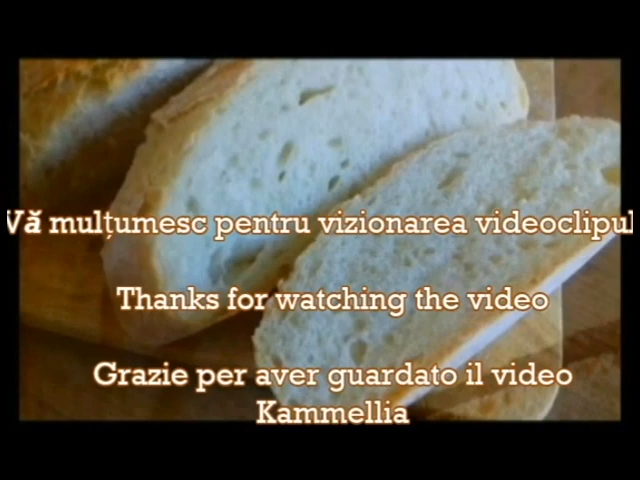 Vă mulțumesc pentru vizionarea videoclipul
Thanks for watching the video
Grazie per aver guardato il video
Kammellia